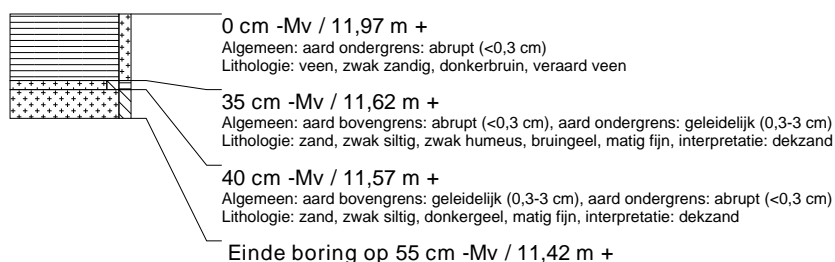 0 cm -Mv / 11,97 m +
Algemeen: aard ondergrens: abrupt (<0,3 cm)
Lithologie: veen, zwak zandig, donkerbruin, veraard veen
35 cm -Mv / 11,62 m +
Algemeen: aard bovengrens: abrupt (<0,3 cm), aard ondergrens: geleidelijk (0,3-3 cm)
Lithologie: zand, zwak siltig, zwak humeus, bruingeel, matig fijn, interpretatie: dekzand
40 cm -Mv / 11,57 m +
Algemeen: aard bovengrens: geleidelijk (0,3-3 cm), aard ondergrens: abrupt (<0,3 cm)
Lithologie: zand, zwak siltig, donkergeel, matig fijn, interpretatie: dekzand
Einde boring op 55 cm -Mv / 11,42 m +